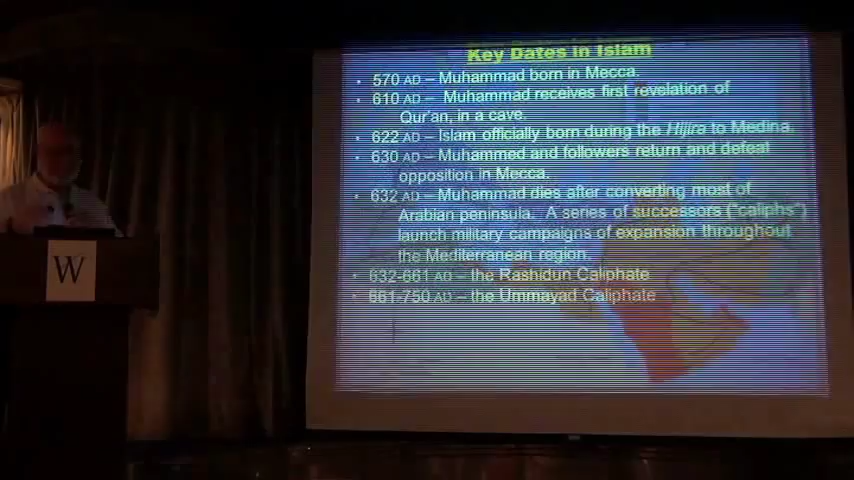 Key Dates in Islam
• 570 AD – Muhammad born in Mecca.
• 610 AD – Muhammad receives first revelation of
Qur'an, in a cave.
• 622 AD – Islam officially born during the Hijira to Medina.
• 630 AD – Muhammed and followers return and defeat
opposition in Mecca.
• 632 AD – Muhammad dies after converting most of
Arabian peninsula. A series of successors ("caliphs")
launch military campaigns of expansion throughout
the Mediterranean region.
• 632-661 AD – the Rashidun Caliphate
• 661-750 AD – the Ummayad Caliphate
W